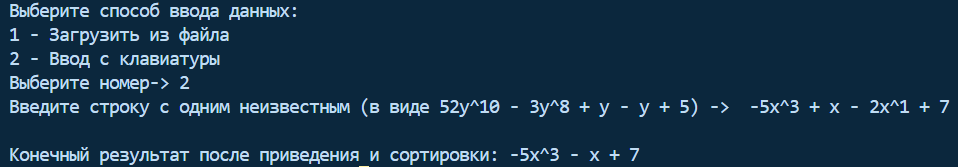 Выберите способ ввода данных:
1 - Загрузить из файла
2 - Ввод с клавиатуры
Выберите номер-> 2
Введите строку с одним неизвестным (в виде 52y^10 - 3y^8 + y - y + 5) ->  -5x^3 + x - 2x^1 + 7
Конечный результат после приведения и сортировки: -5x^3 - x + 7